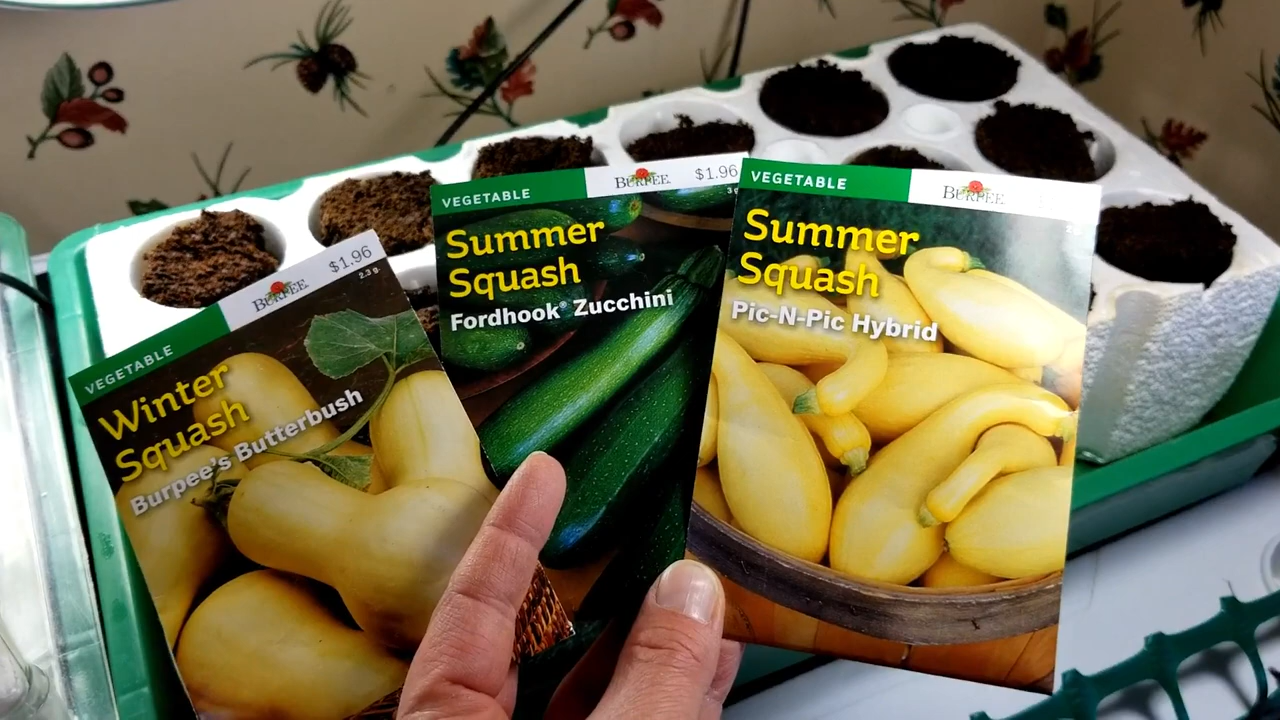 VEGETABLE
BURPEE
$1.96
2.3 g.
Winter
Squash
Burpee's Butterbush
VEGETABLE
BURPEE
$1.96
Summer
Squash
Fordhook® Zucchini
VEGETABLE
BURPEE
Summer
Squash
Pic-N-Pic Hybrid